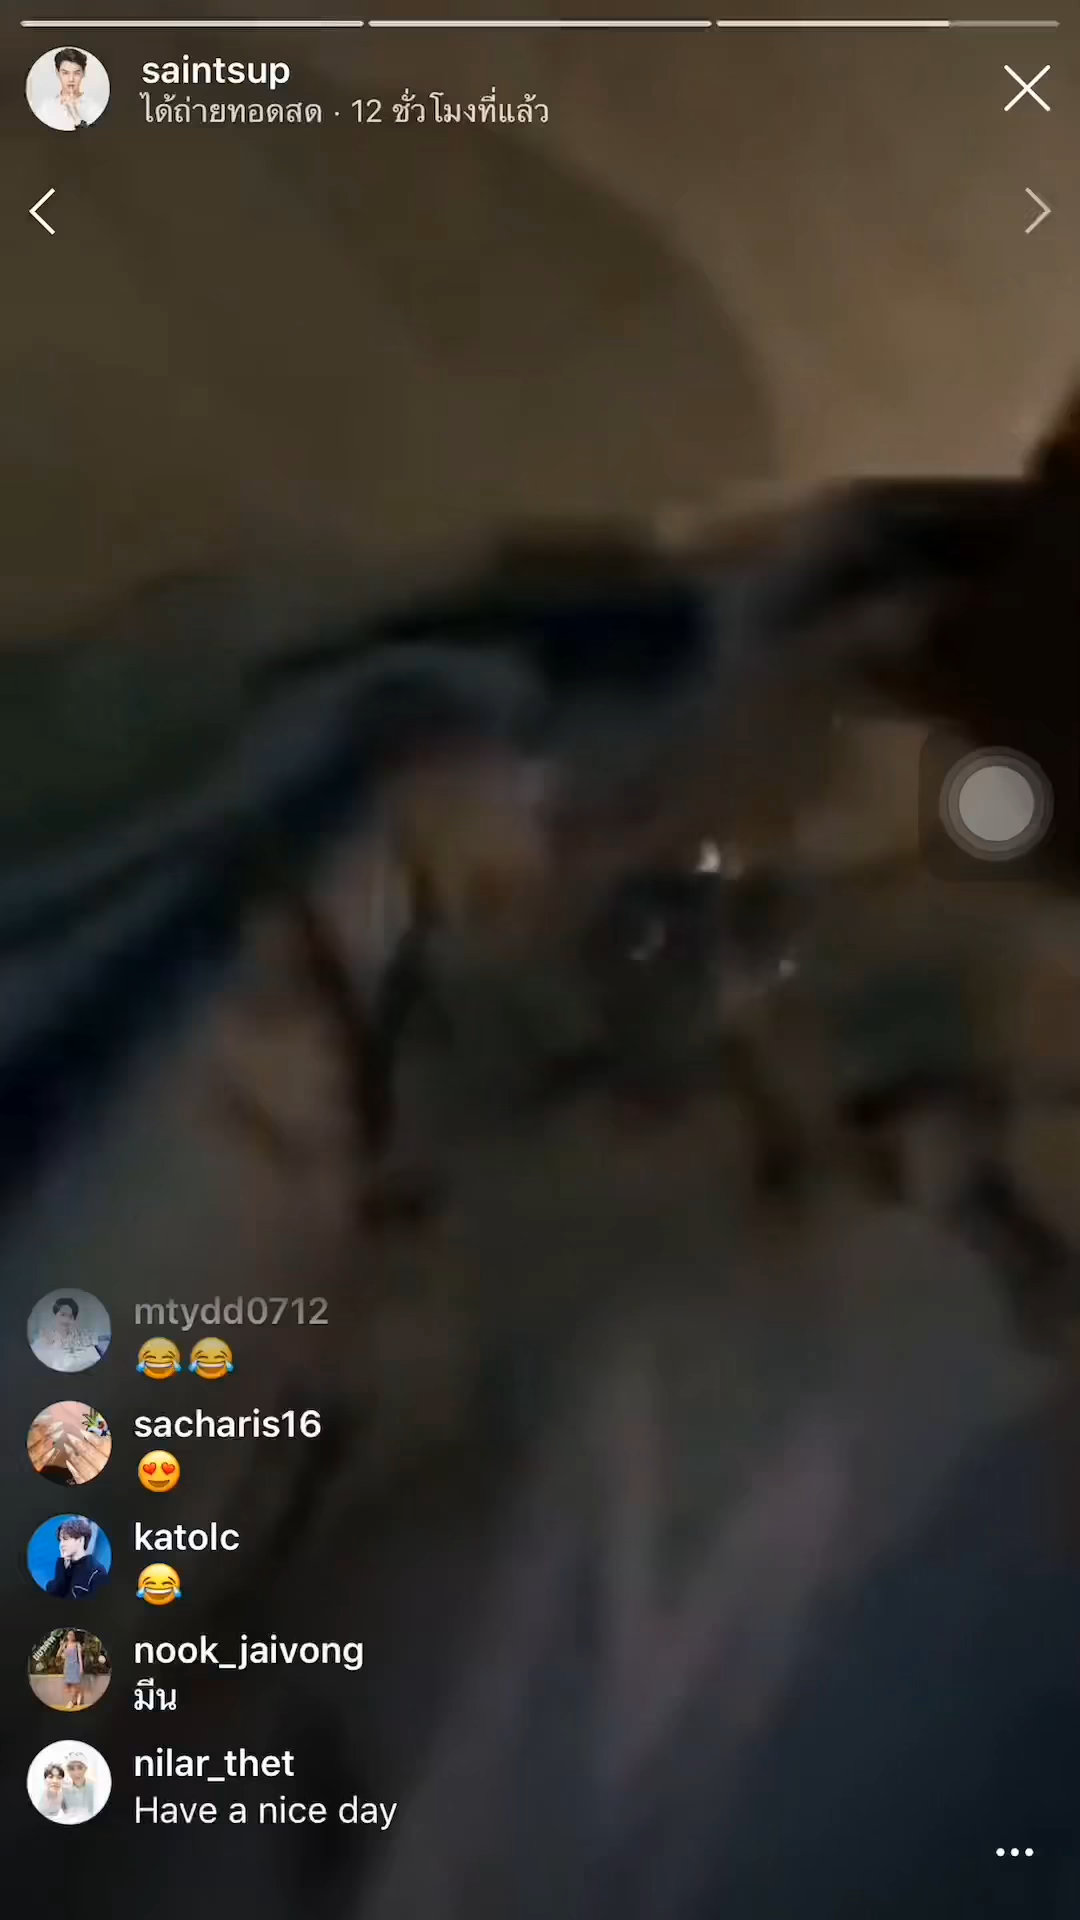 saintsup
ได้ถ่ายทอดสด · 12 ชั่วโมงที่แล้ว
mtydd0712
😂😂
sacharis16
😍
katolc
😂
nook_jaivong
มีน
nilar_thet
Have a nice day